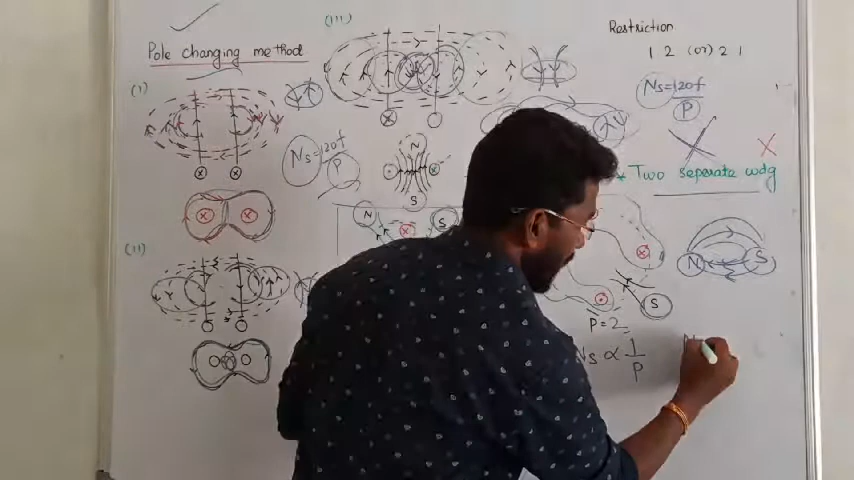 (III)
Restriction
1 2 (or) 2 1
Pole changing method
(I)
Ns=120f
P
Ns=120f
P
N
S
* Two seperate wdg
X
N
S
N
S
(II)
S
P=2
Ns ∝ 1
P
N